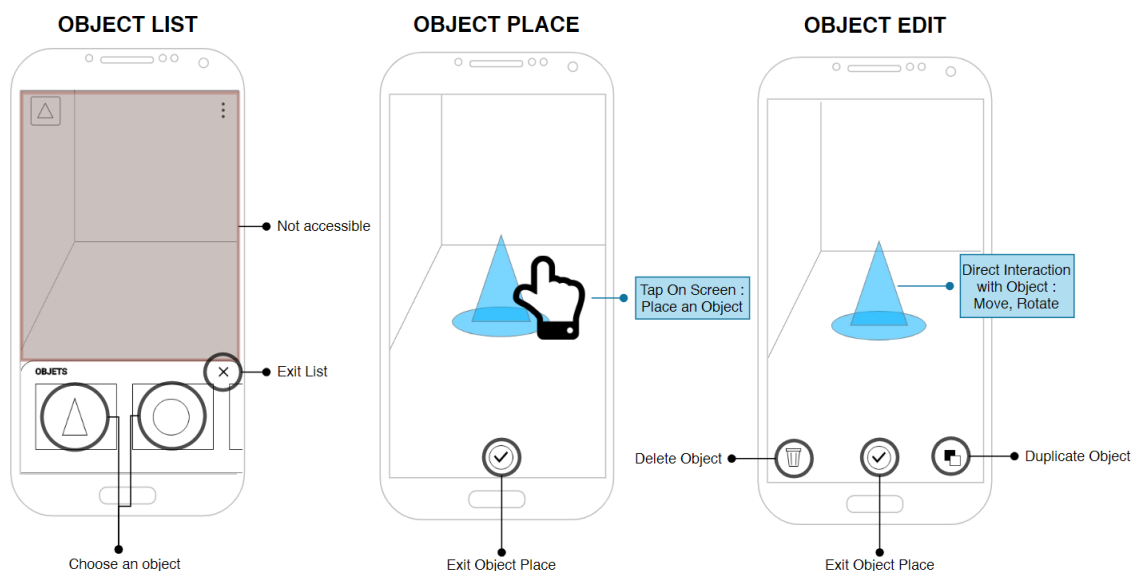 OBJECT LIST
OBJECT PLACE
OBJECT EDIT
Not accessible
OBJETS
Exit List
Choose an object
Tap On Screen :
Place an Object
Exit Object Place
Direct Interaction
with Object :
Move, Rotate
Delete Object
Duplicate Object
Exit Object Place